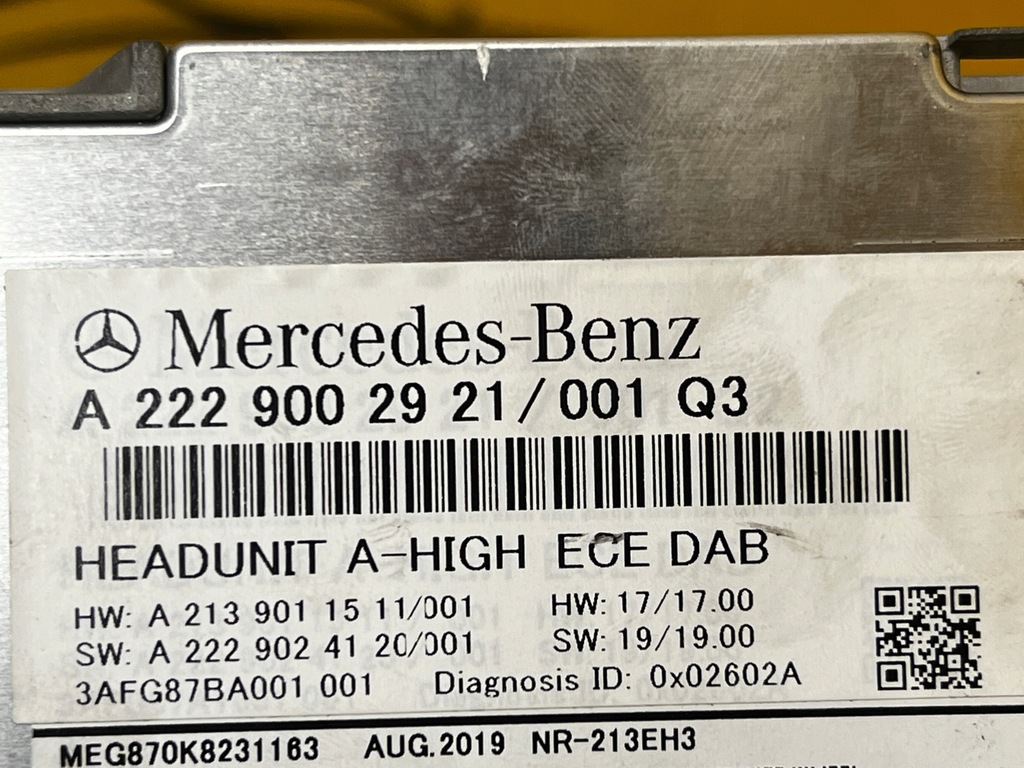 Mercedes-Benz
A 222 900 29 21/001 Q3
HEADUNIT A-HIGH ECE DAB
HW: A 213 901 15 11/001 HW: 17/17.00
SW: A 222 902 41 20/001 SW: 19/19.00
3AFG87BA001 001 Diagnosis ID: 0x02602A
MEG870K8231163 AUG.2019 NR-213EH3